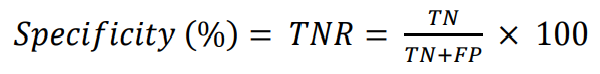 Specificity (%) = TNR = TN / TN+FP × 100